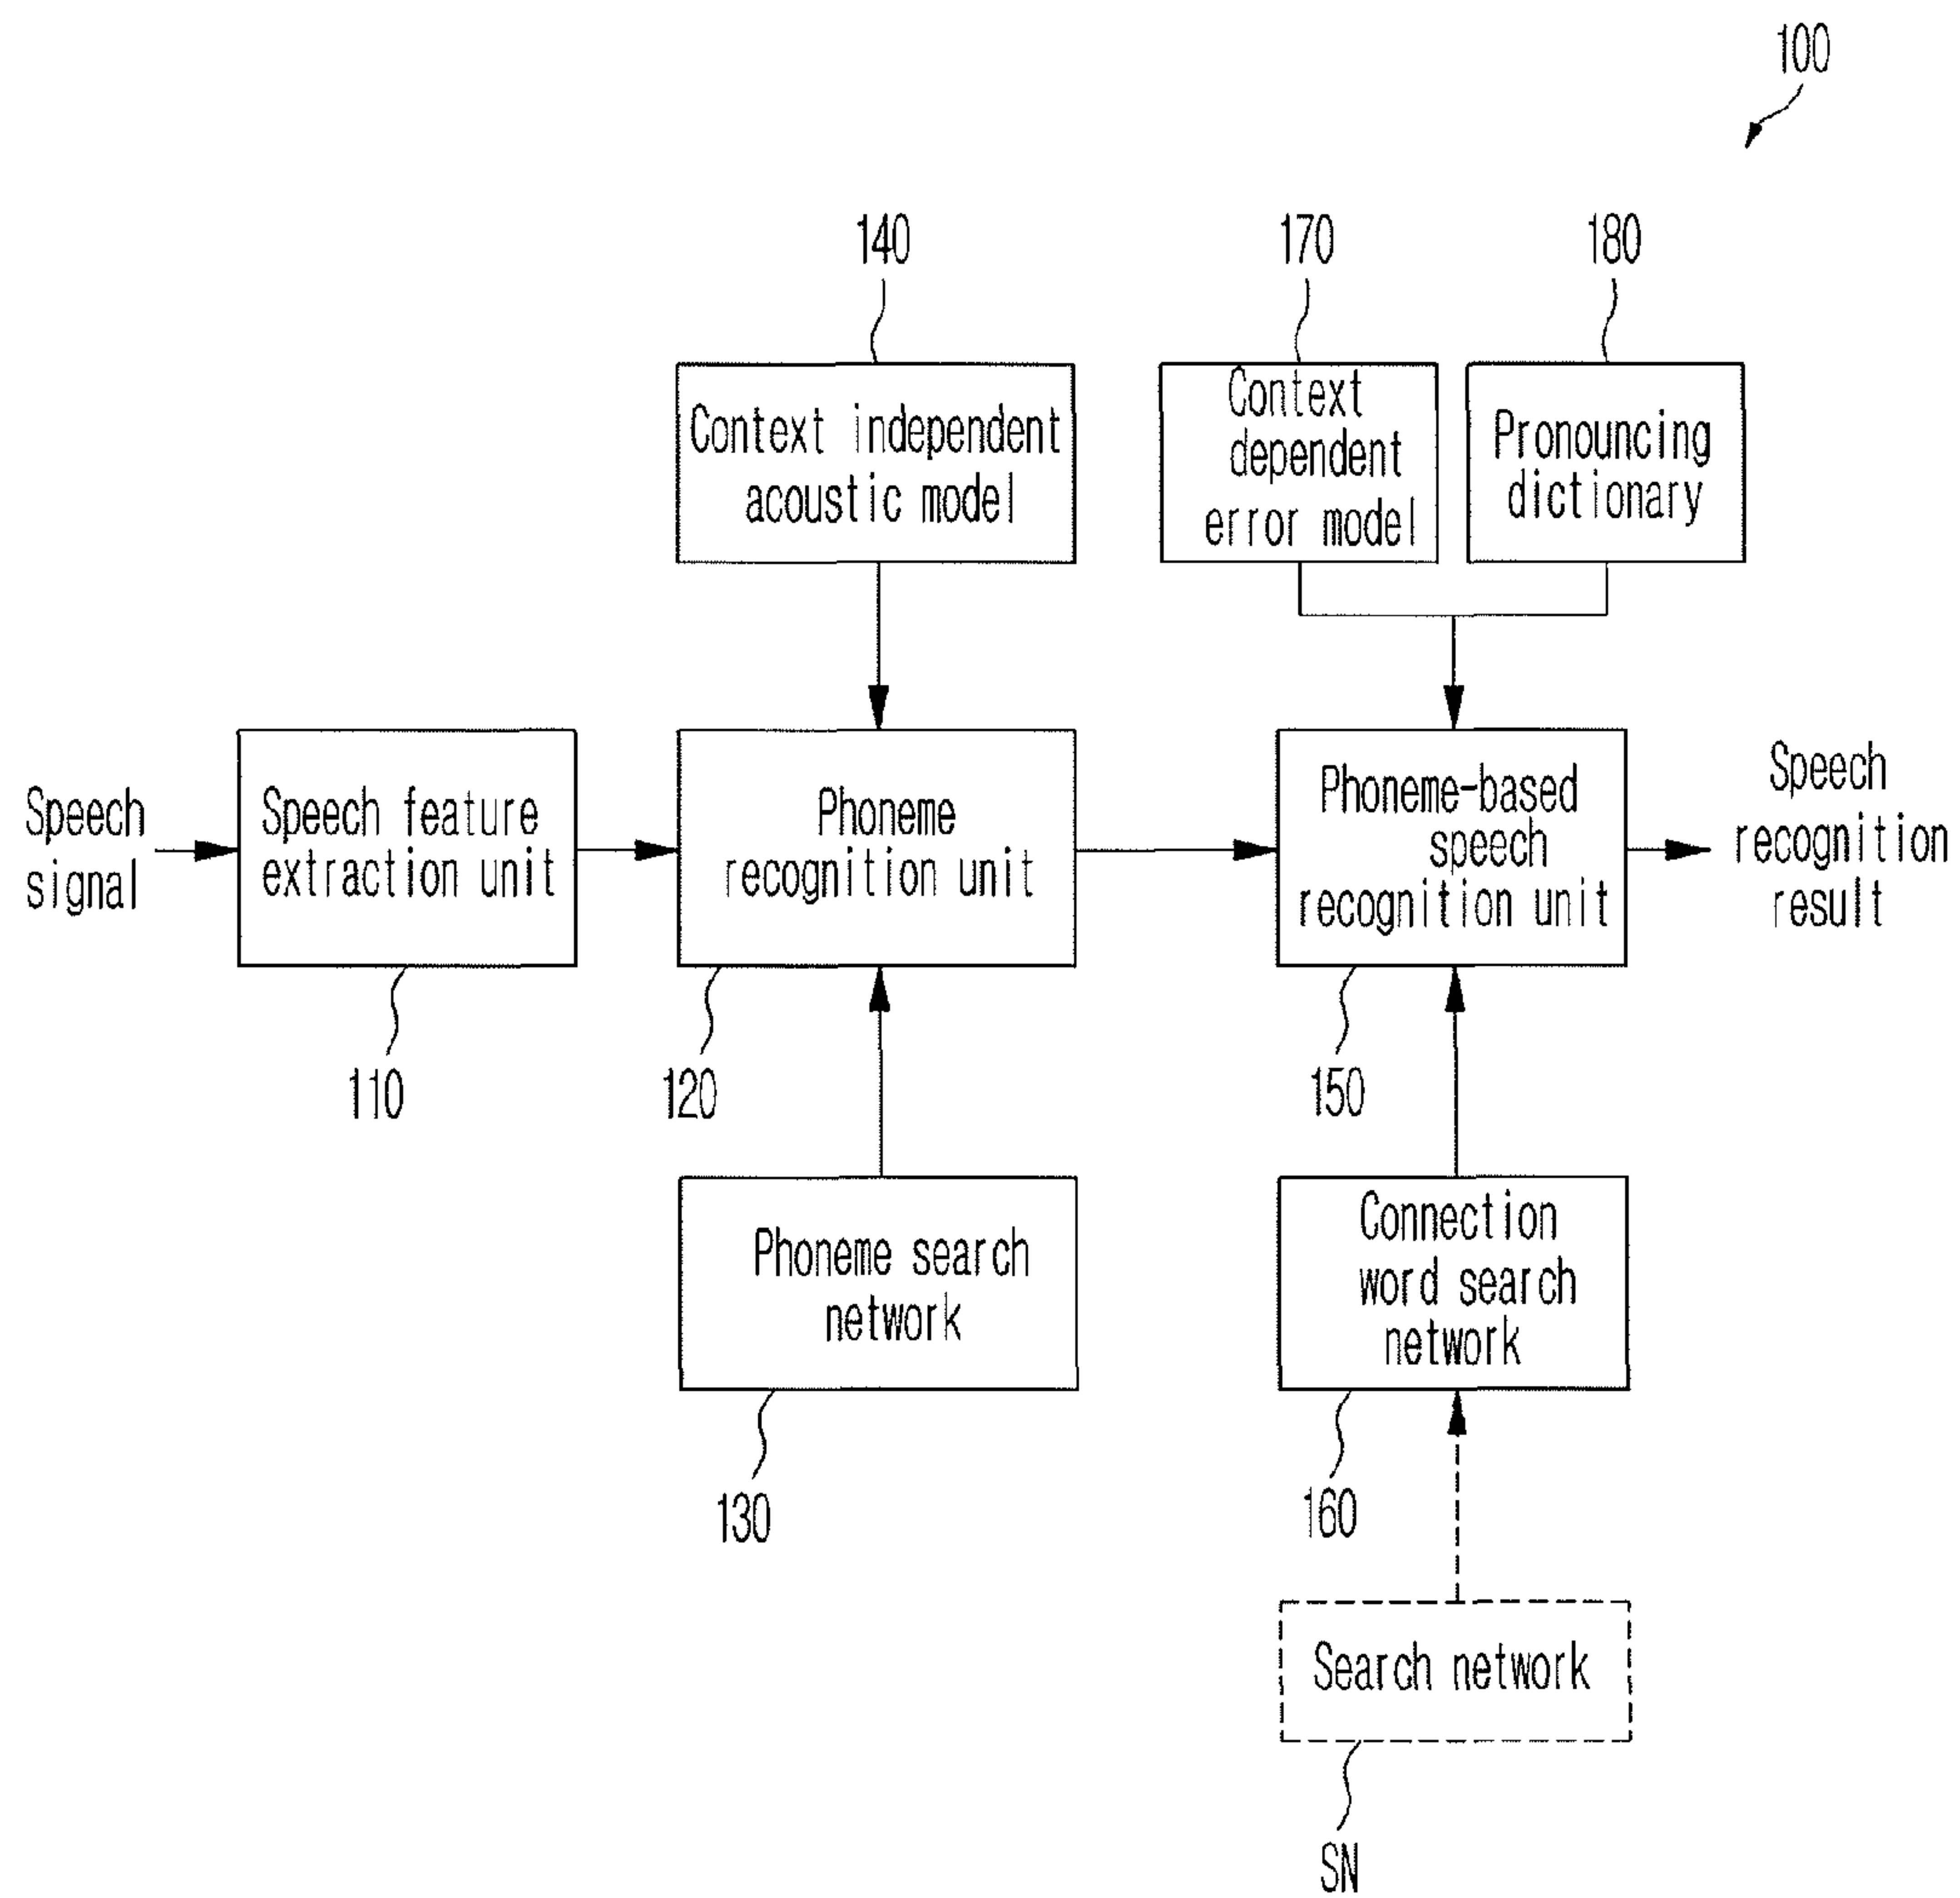 100
140
170
180
Context independent
acoustic model
Context
dependent
error model
Pronouncing
dictionary
Speech
signal
Speech feature
extraction unit
Phoneme
recognition unit
Phoneme-based
speech
recognition unit
Speech
recognition
result
110
120
150
Phoneme search
network
Connection
word search
network
130
160
Search network
SN